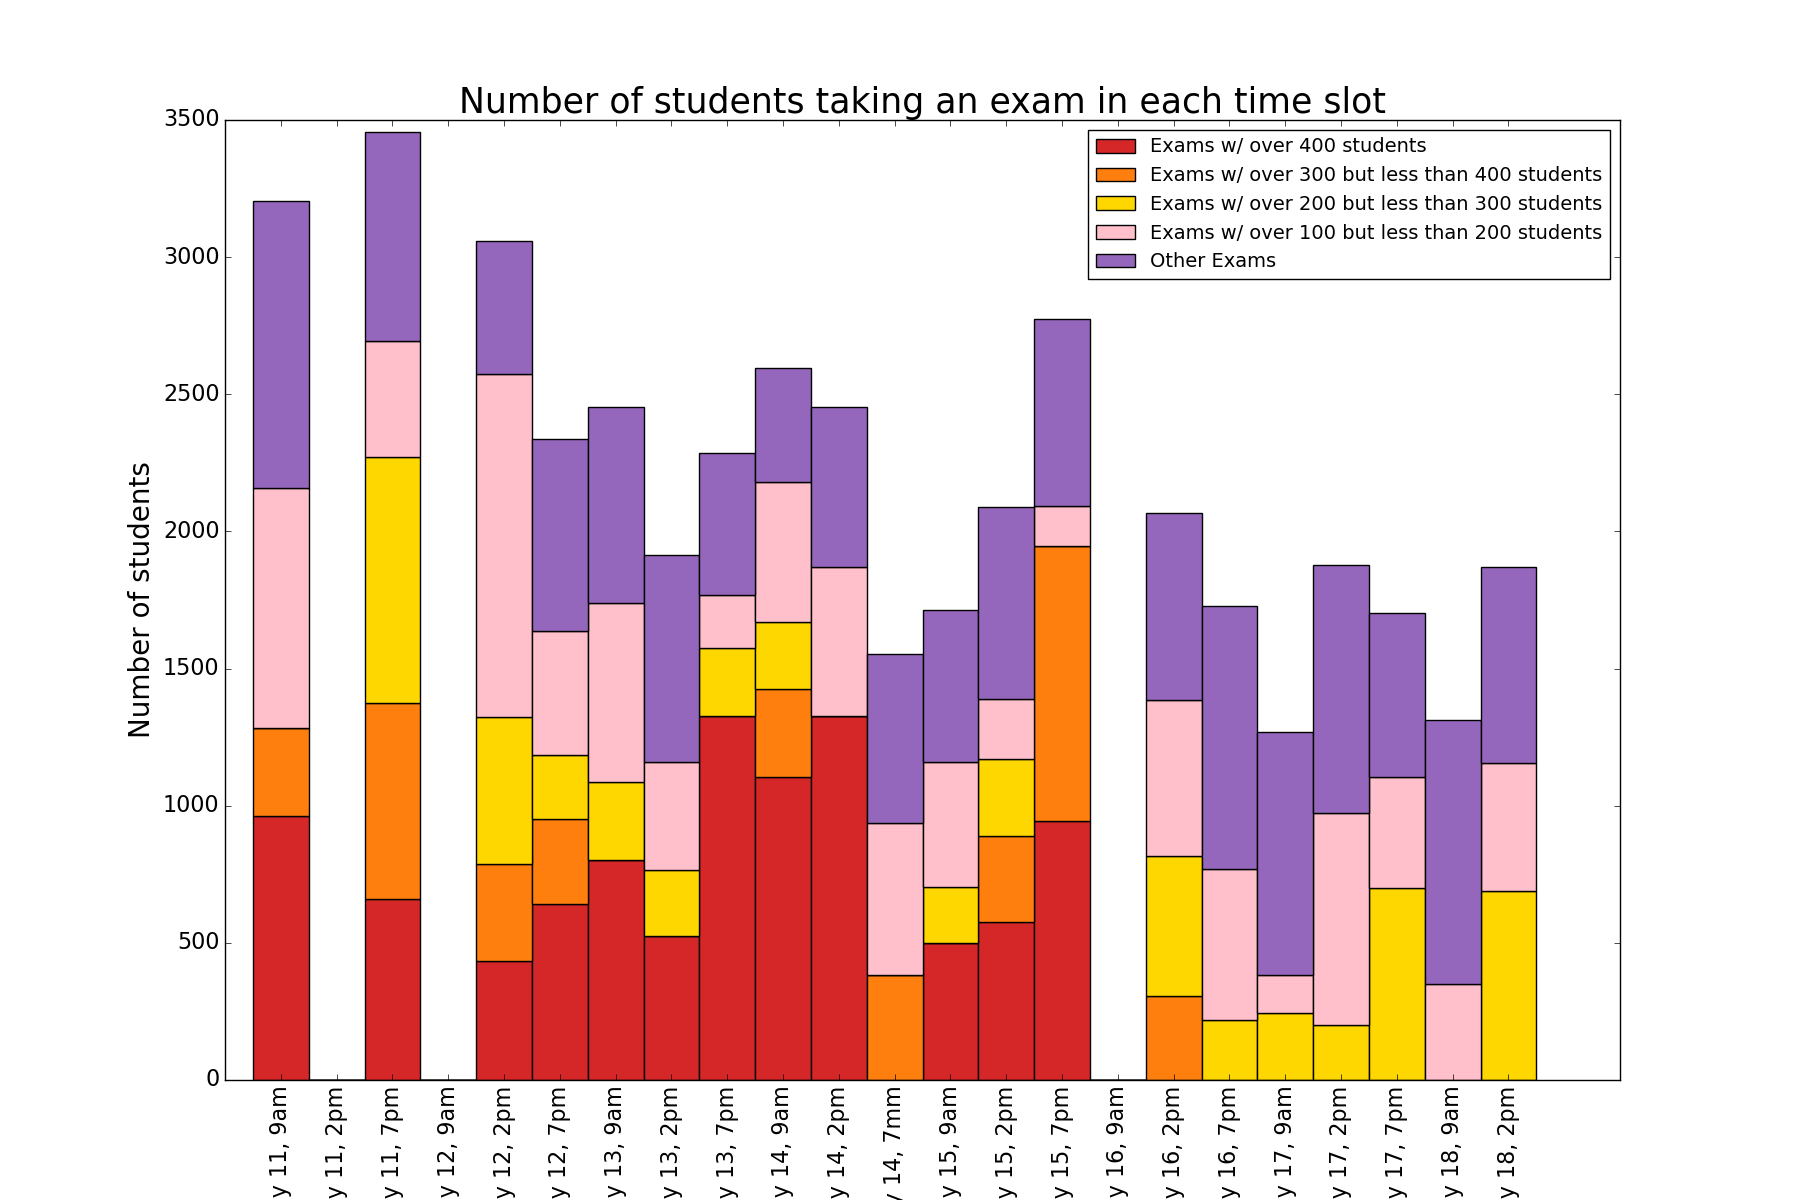 Number of students taking an exam in each time slot
Exams w/ over 400 students
Exams w/ over 300 but less than 400 students
Exams w/ over 200 but less than 300 students
Exams w/ over 100 but less than 200 students
Other Exams
Number of students
3500
3000
2500
2000
1500
1000
500
0
y 11, 9am
y 11, 2pm
y 11, 7pm
y 12, 9am
y 12, 2pm
y 12, 7pm
y 13, 9am
y 13, 2pm
y 13, 7pm
y 14, 9am
y 14, 2pm
y 14, 7mm
y 15, 9am
y 15, 2pm
y 15, 7pm
y 16, 9am
y 16, 2pm
y 16, 7pm
y 17, 9am
y 17, 2pm
y 17, 7pm
y 18, 9am
y 18, 2pm